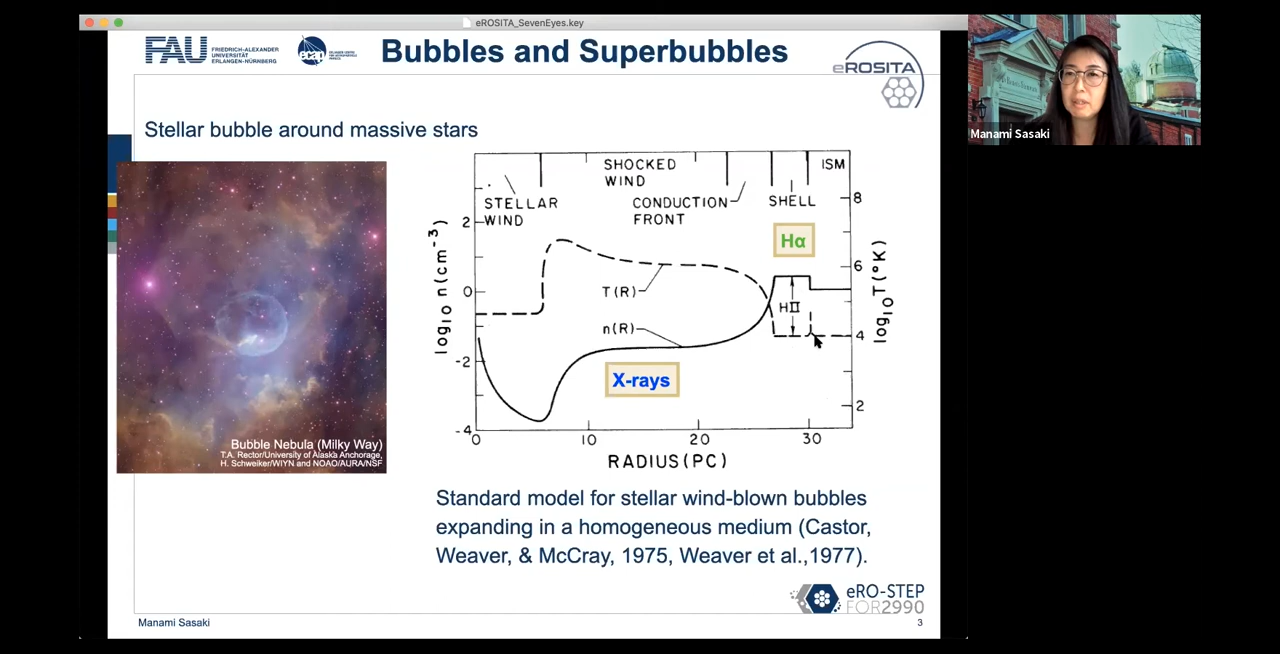 eROSITA_SevenEyes.key
FAU
FRIEDRICH-ALEXANDER
UNIVERSITÄT
ERLANGEN-NÜRNBERG
ecap
Bubbles and Superbubbles
eROSITA
Manami Sasaki
Stellar bubble around massive stars
Bubble Nebula (Milky Way)
T.A. Rector/University of Alaska Anchorage,
H. Schweiker/WIYN and NOAO/AURA/NSF
SHOCKED
WIND
ISM
STELLAR
WIND
CONDUCTION
FRONT
SHELL
Hα
T(R)
n(R)
HII
X-rays
log₁₀ n(cm⁻³)
2
0
-2
-4
log₁₀T(°K)
8
6
4
2
0 10 20 30
RADIUS(PC)
Standard model for stellar wind-blown bubbles
expanding in a homogeneous medium (Castor,
Weaver, & McCray, 1975, Weaver et al.,1977).
eRO-STEP
FOR2990
Manami Sasaki
3